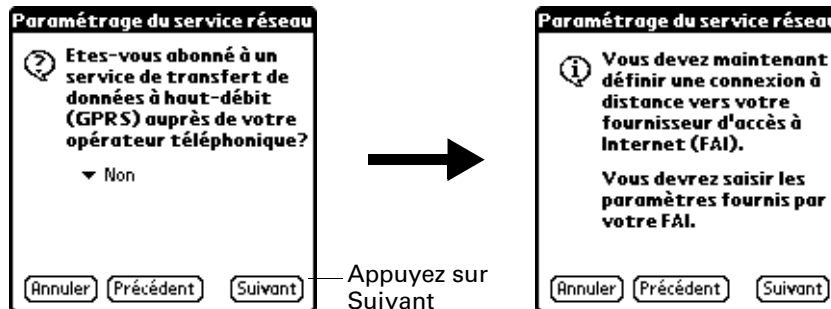 Paramétrage du service réseau
Etes-vous abonné à un
service de transfert de
données à haut-débit
(GPRS) auprès de votre
opérateur téléphonique?
Non
Annuler Précédent Suivant
Appuyez sur
Suivant
Paramétrage du service réseau
Vous devez maintenant
définir une connexion à
distance vers votre
fournisseur d'accès à
Internet (FAI).
Vous devrez saisir les
paramètres fournis par
votre FAI.
Annuler Précédent Suivant